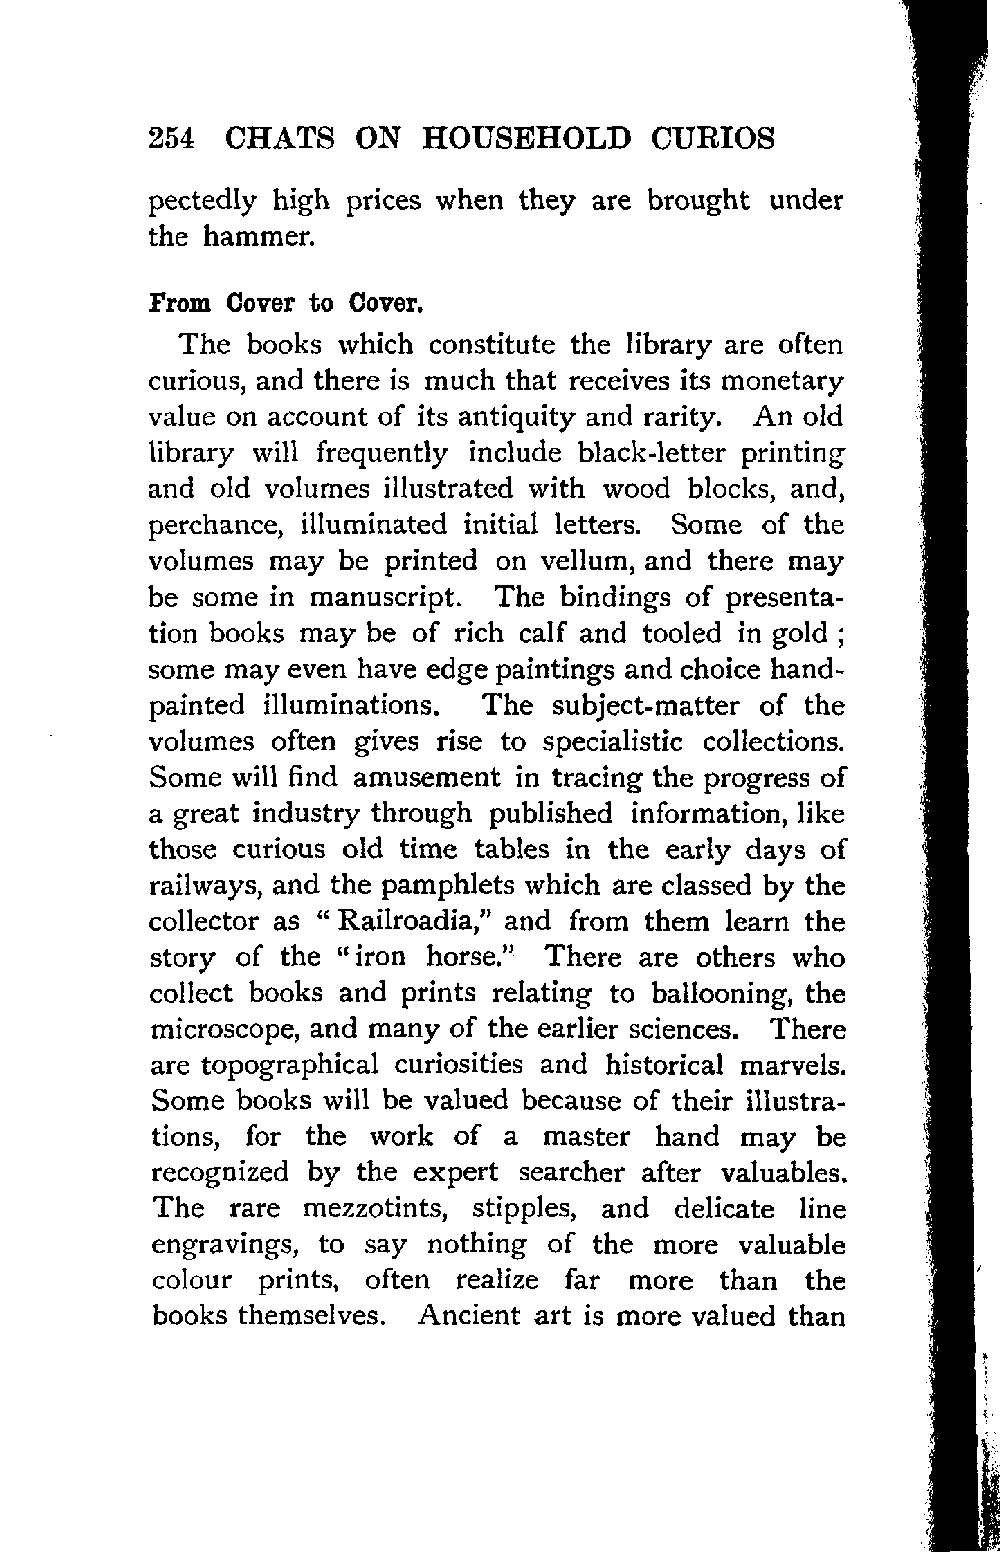 254 CHATS ON HOUSEHOLD CURIOS
pectedly high prices when they are brought under
the hammer.
From Cover to Cover.
The books which constitute the library are often
curious, and there is much that receives its monetary
value on account of its antiquity and rarity. An old
library will frequently include black-letter printing
and old volumes illustrated with wood blocks, and,
perchance, illuminated initial letters. Some of the
volumes may be printed on vellum, and there may
be some in manuscript. The bindings of presenta-
tion books may be of rich calf and tooled in gold ;
some may even have edge paintings and choice hand-
painted illuminations. The subject-matter of the
volumes often gives rise to specialistic collections.
Some will find amusement in tracing the progress of
a great industry through published information, like
those curious old time tables in the early days of
railways, and the pamphlets which are classed by the
collector as “ Railroadia,” and from them learn the
story of the “iron horse.” There are others who
collect books and prints relating to ballooning, the
microscope, and many of the earlier sciences. There
are topographical curiosities and historical marvels.
Some books will be valued because of their illustra-
tions, for the work of a master hand may be
recognized by the expert searcher after valuables.
The rare mezzotints, stipples, and delicate line
engravings, to say nothing of the more valuable
colour prints, often realize far more than the
books themselves. Ancient art is more valued than